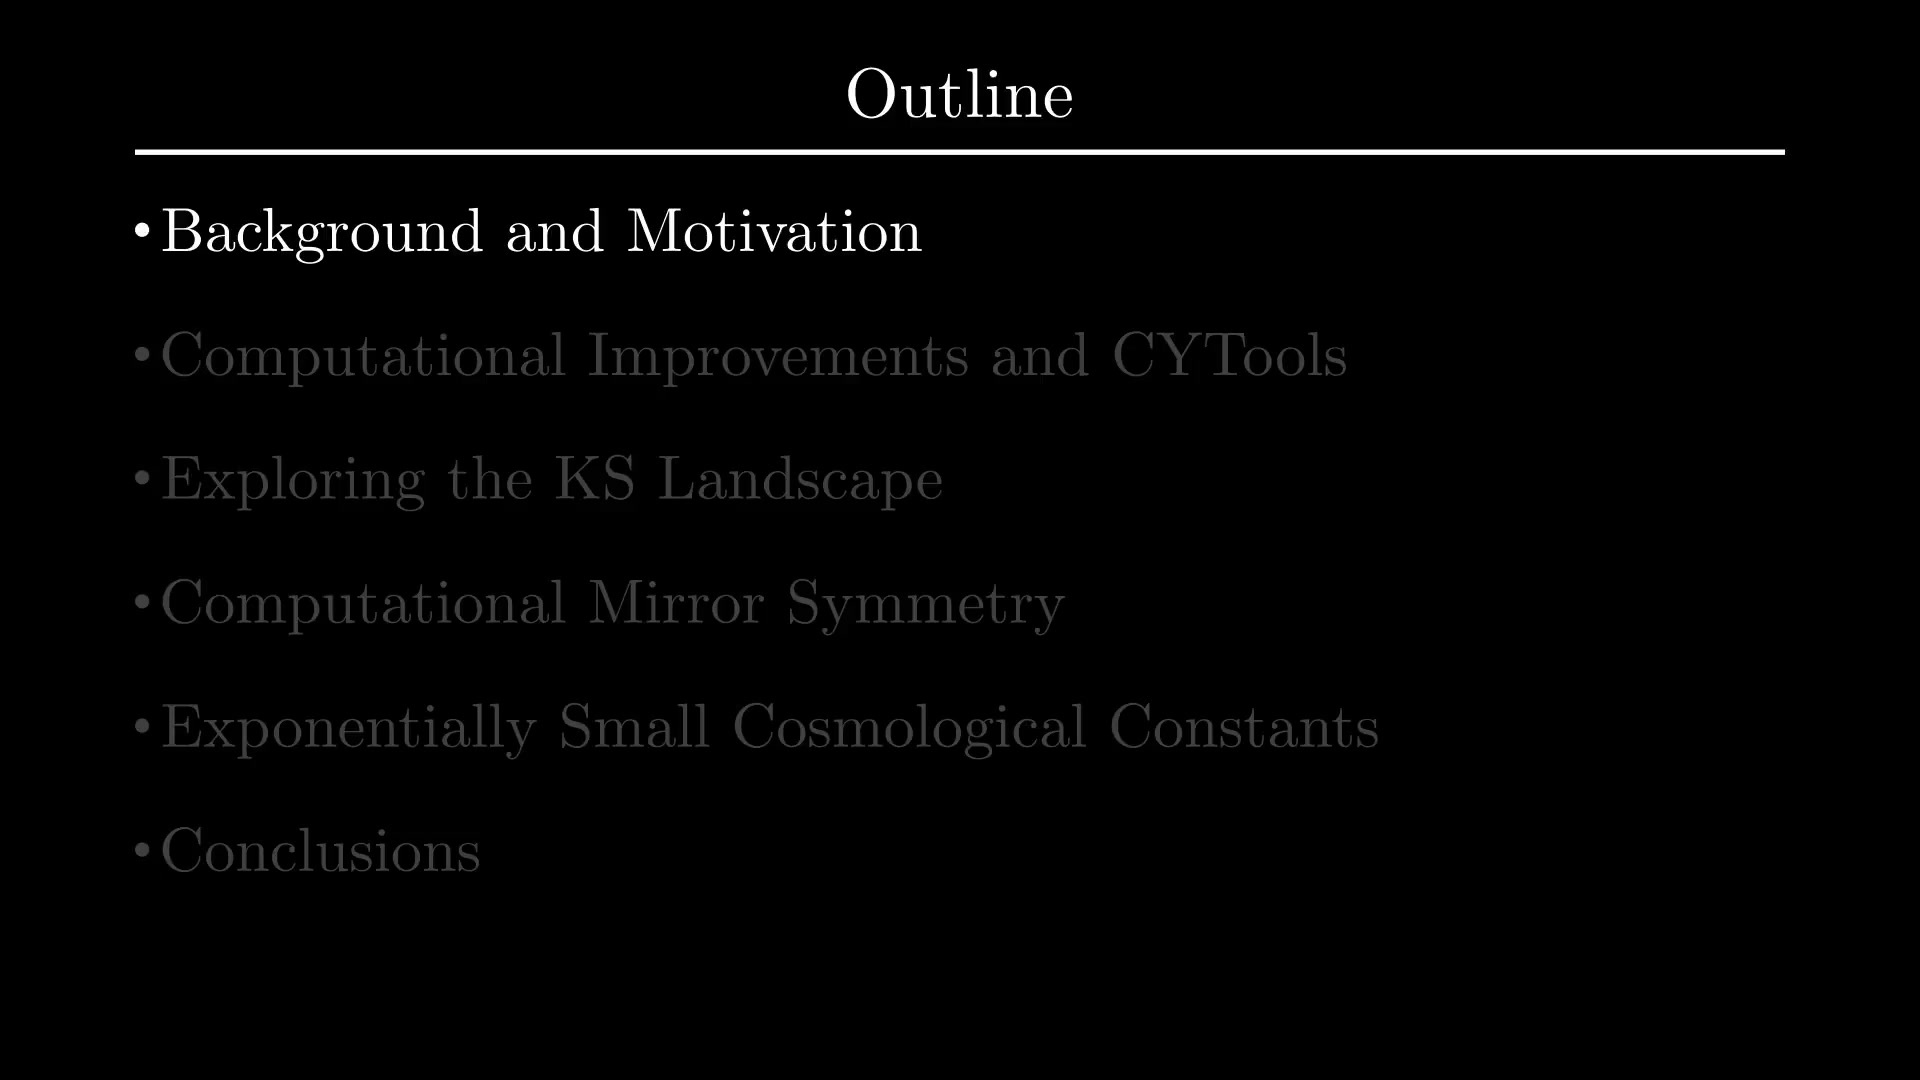 Outline
• Background and Motivation
• Computational Improvements and CYTools
• Exploring the KS Landscape
• Computational Mirror Symmetry
• Exponentially Small Cosmological Constants
• Conclusions